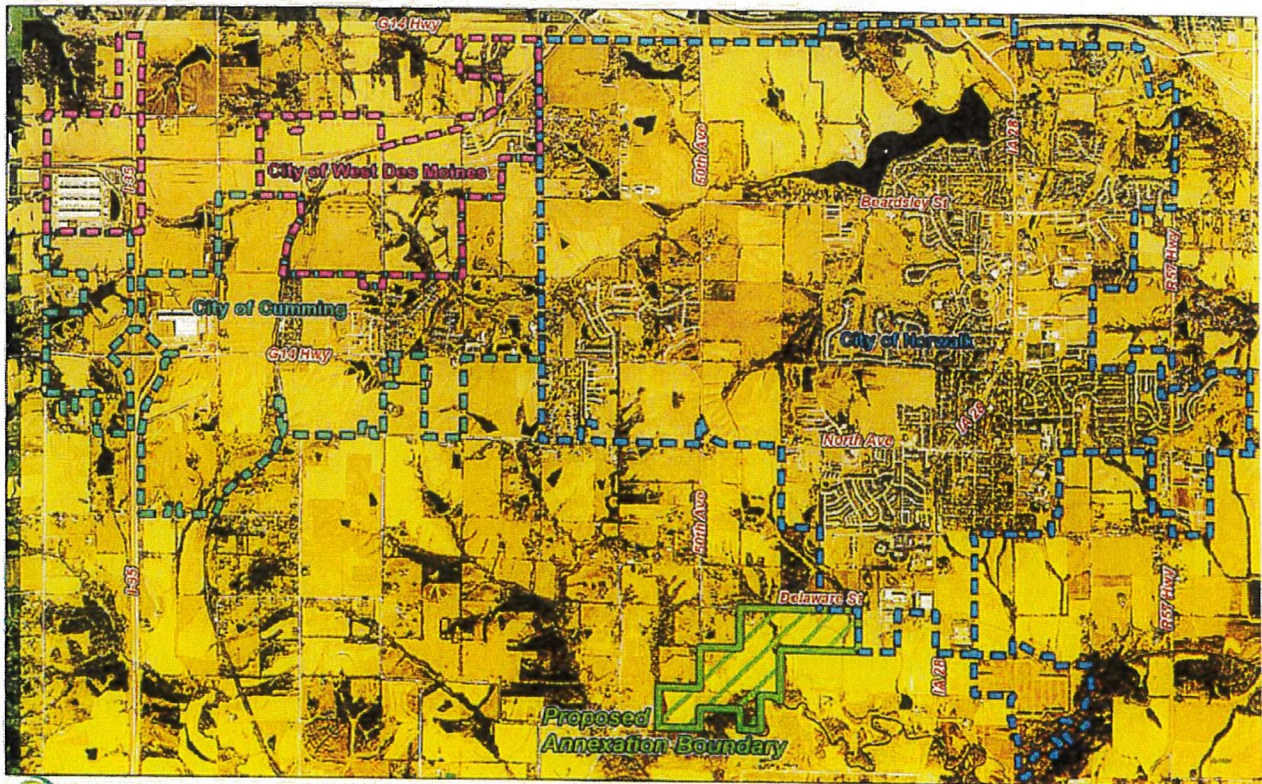 G14 Hwy
I-35
60th Ave
IA 28
City of West Des Moines
Beardsley St
R57 Hwy
City of Cumming
City of Norwalk
G14 Hwy
IA 28
North Ave
50th Ave
I-35
R57 Hwy
Delaware St
IA 28
Proposed
Annexation Boundary